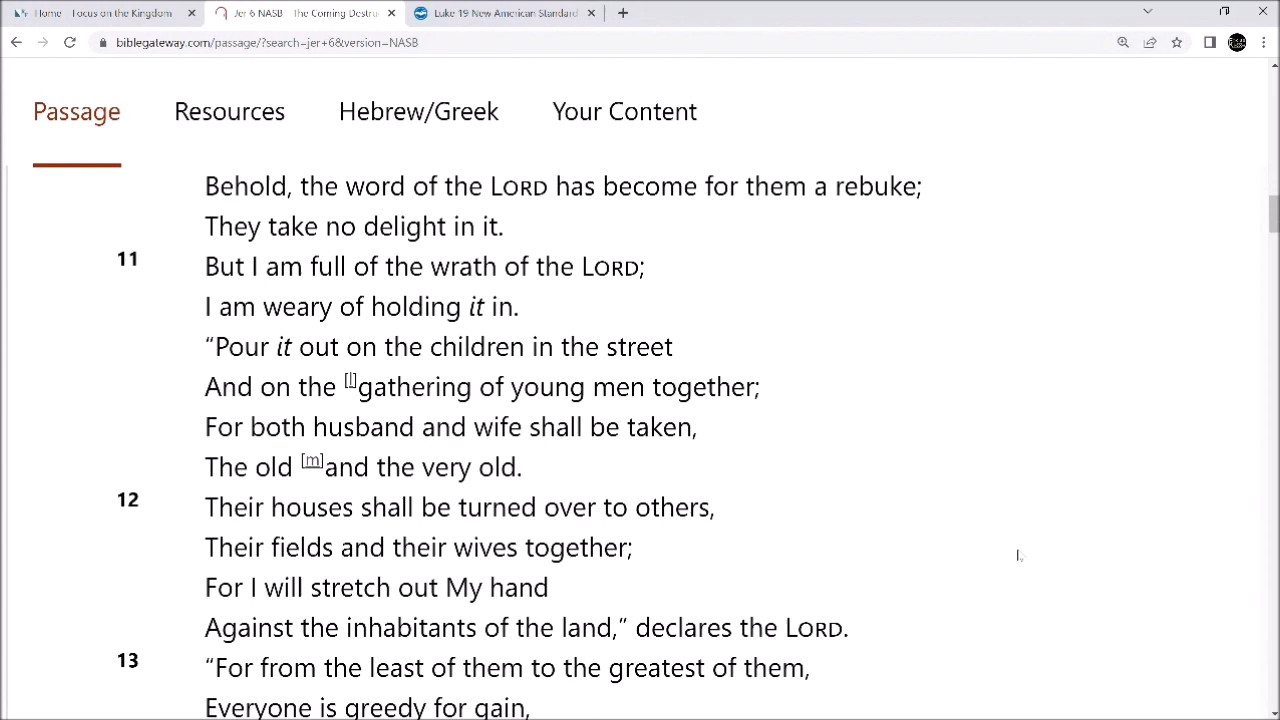 Home - Focus on the Kingdom
Jer 6 NASB - The Coming Destru
Luke 19 New American Standard
biblegateway.com/passage/?search=jer+6&version=NASB
Passage Resources Hebrew/Greek Your Content
Behold, the word of the LORD has become for them a rebuke;
They take no delight in it.
11 But I am full of the wrath of the LORD;
I am weary of holding it in.
“Pour it out on the children in the street
And on the [l]gathering of young men together;
For both husband and wife shall be taken,
The old [m]and the very old.
12 Their houses shall be turned over to others,
Their fields and their wives together;
For I will stretch out My hand
Against the inhabitants of the land,” declares the LORD.
13 “For from the least of them to the greatest of them,
Everyone is greedy for gain,